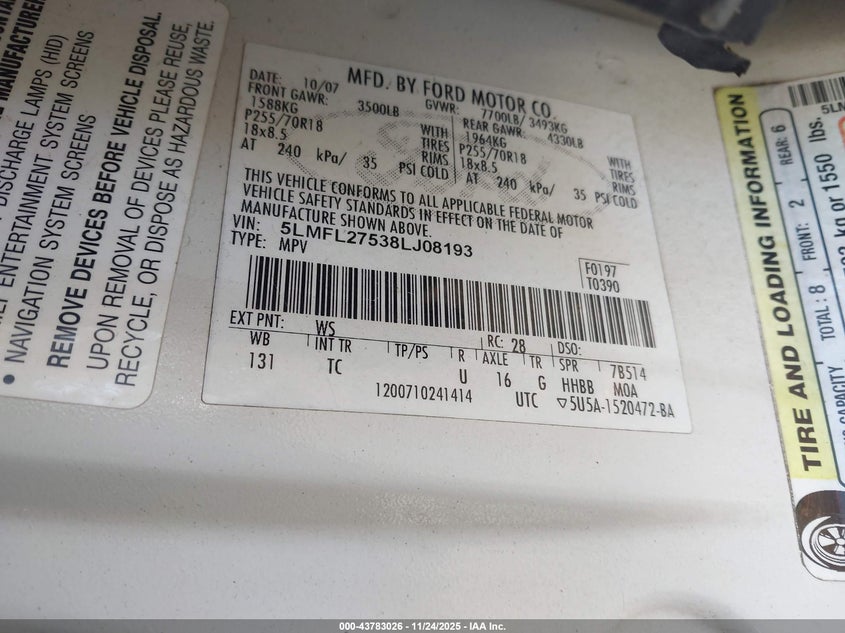 MANUFACTURER
DISCHARGE LAMPS (HID)
ENTERTAINMENT SYSTEM SCREENS
• NAVIGATION SYSTEM SCREENS
REMOVE DEVICES BEFORE VEHICLE DISPOSAL.
UPON REMOVAL OF DEVICES PLEASE REUSE,
RECYCLE, OR DISPOSE AS HAZARDOUS WASTE.
MFD. BY FORD MOTOR CO.
DATE: 10/07 GVWR: 7700LB/ 3493KG
FRONT GAWR: 3500LB REAR GAWR: 4330LB
1588KG WITH 1964KG WITH
P255/70R18 TIRES P255/70R18 TIRES
18x8.5 RIMS 18x8.5 RIMS
AT 240 kPa/ 35 PSI COLD AT 240 kPa/ 35 PSI COLD
THIS VEHICLE CONFORMS TO ALL APPLICABLE FEDERAL MOTOR
VEHICLE SAFETY STANDARDS IN EFFECT ON THE DATE OF
MANUFACTURE SHOWN ABOVE.
VIN: 5LMFL27538LJ08193
TYPE: MPV
F0197
T0390
EXT PNT: WS RC: 28 DSO:
WB INT TR TP/PS R AXLE TR SPR 7B514
131 TC U 16 G HHBB MOA
1200710241414 UTC ▽5U5A-1520472-BA
TIRE AND LOADING INFORMATION
TOTAL: 8 FRONT: 2 REAR: 6
CAPACITY
kg or 1550 lbs.
5LM
000-43783026 - 11/24/2025 - IAA Inc.